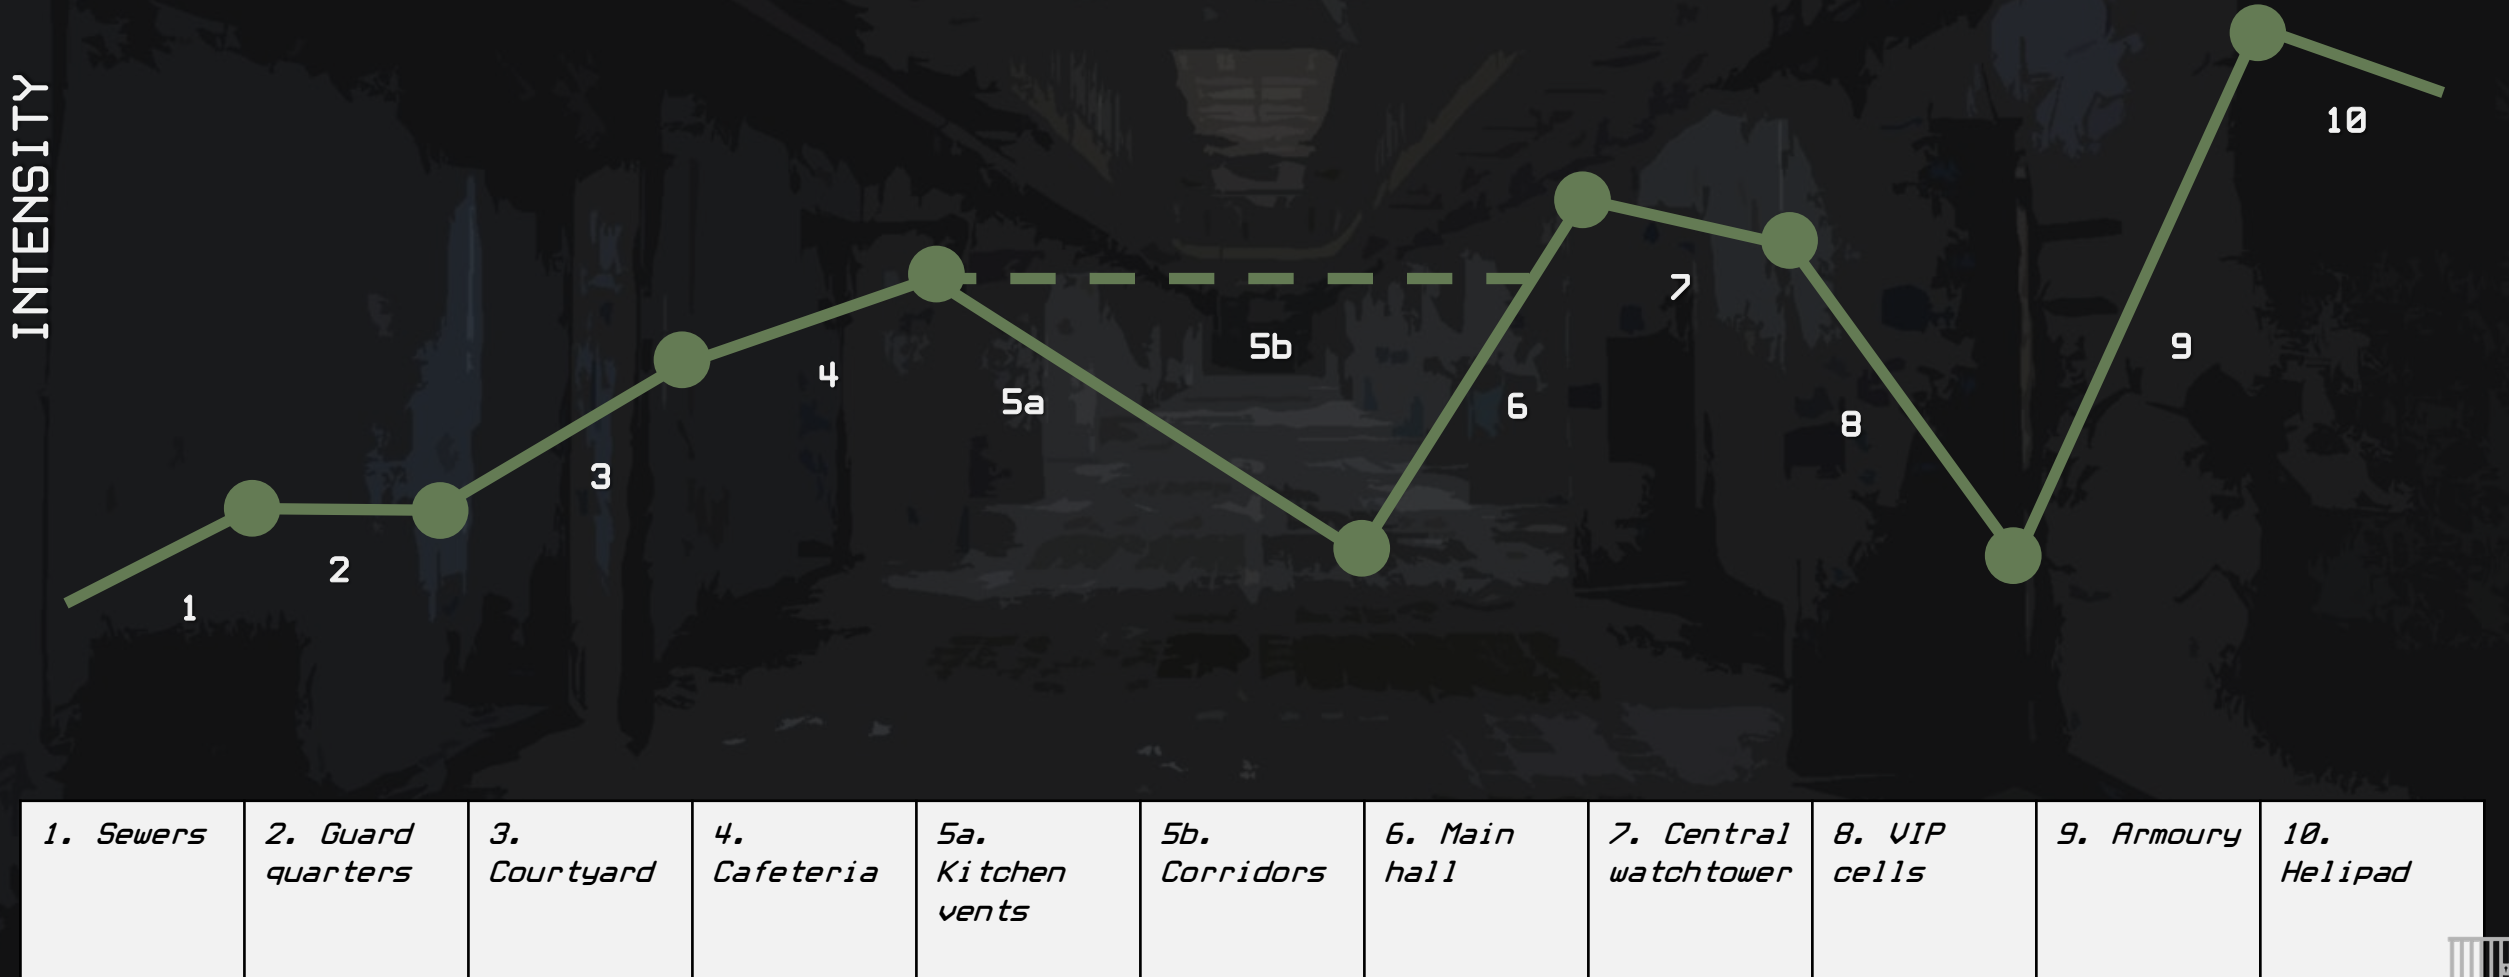 INTENSITY
10
7
5b
9
4
5a
6
8
3
2
1
1. Sewers
2. Guard
quarters
3.
Courtyard
4.
Cafeteria
5a.
Kitchen
vents
5b.
Corridors
6. Main
hall
7. Central
watchtower
8. VIP
cells
9. Armoury
10.
Helipad